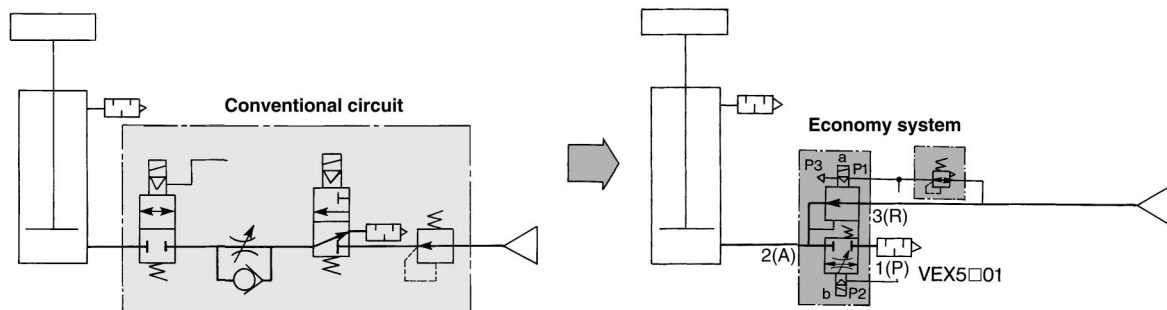 Conventional circuit
Economy system
a
P3
P1
3(R)
2(A)
1(P)
VEX5□01
b
P2